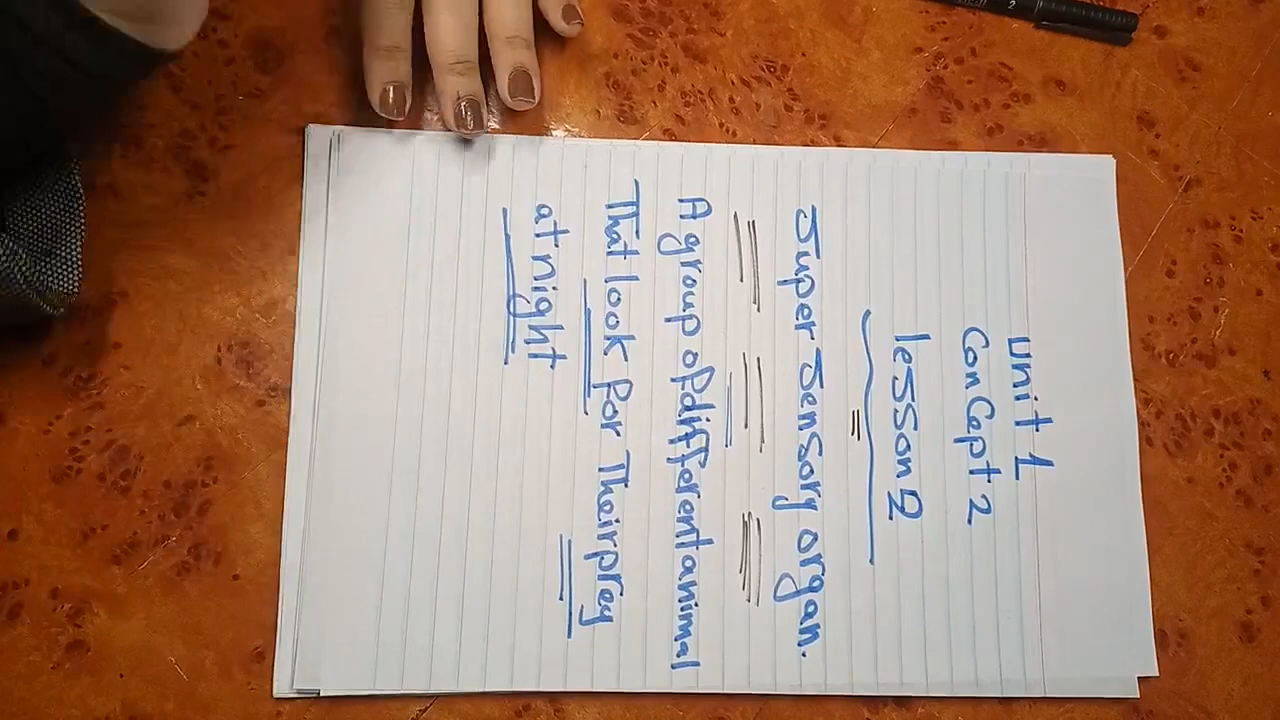 Unit 1
Concept 2
lesson 2
Super Sensory organ.
A group of different animal
That look for Their prey
at night
2